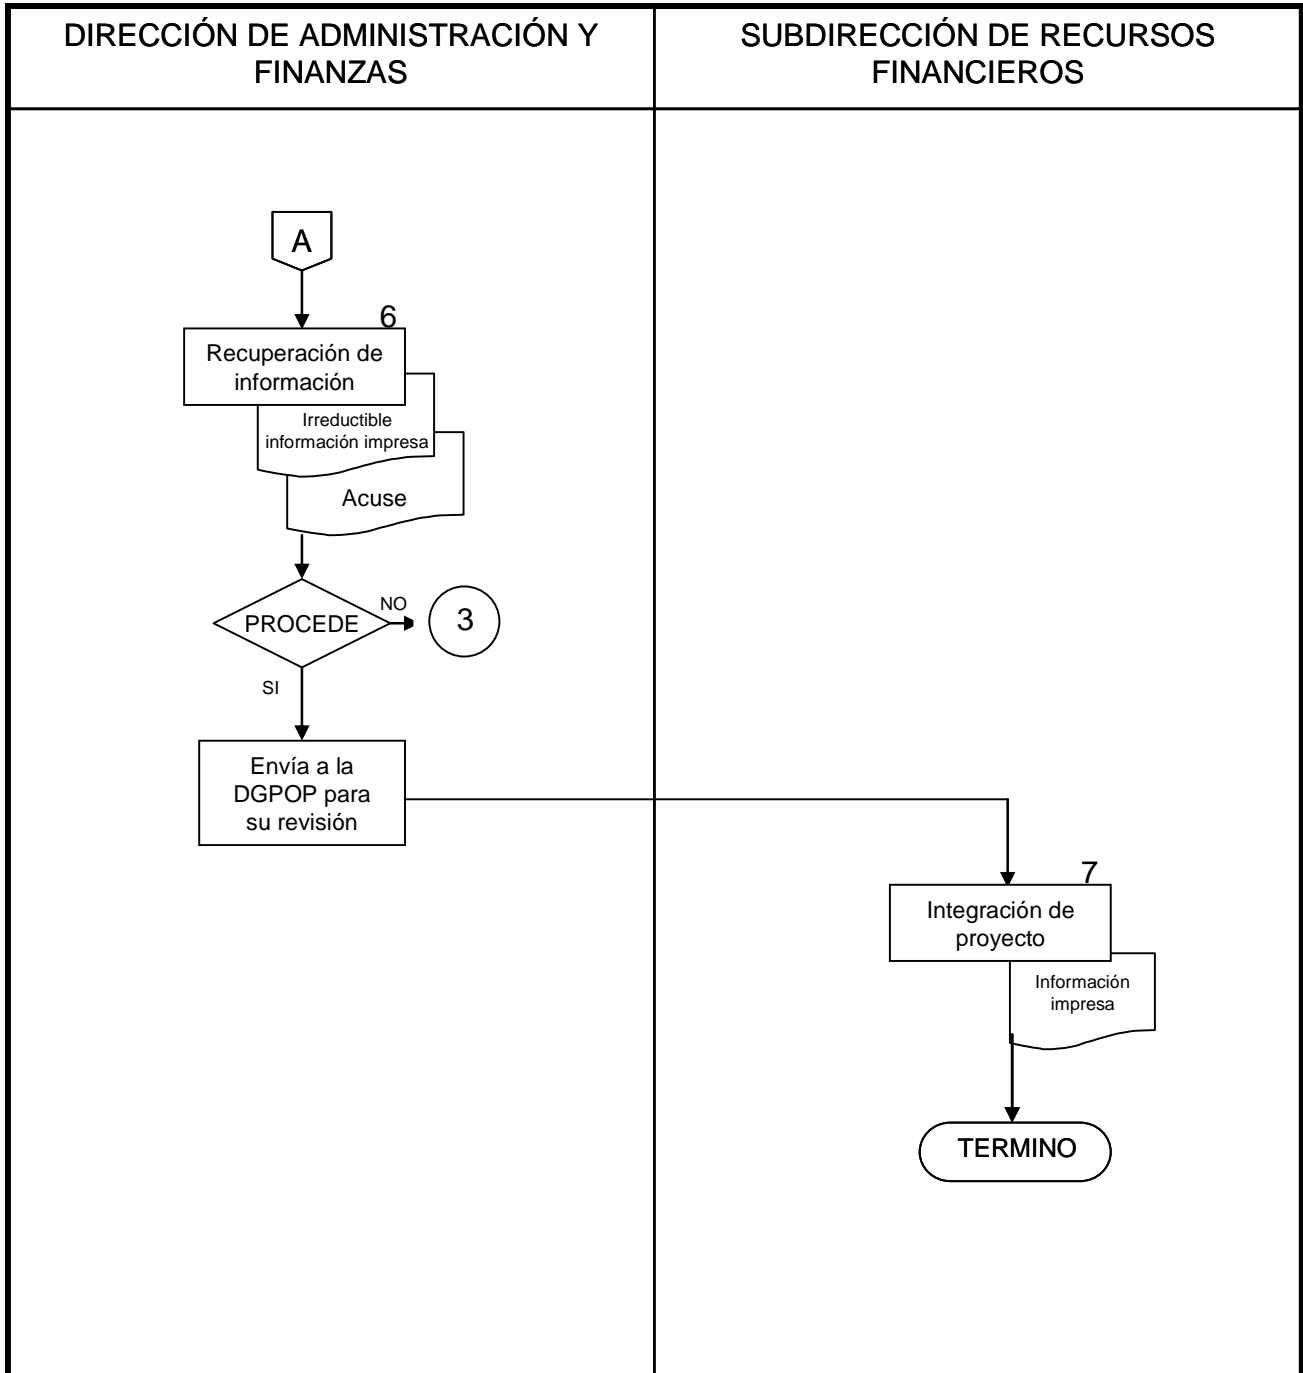 DIRECCIÓN DE ADMINISTRACIÓN Y
FINANZAS
SUBDIRECCIÓN DE RECURSOS
FINANCIEROS
A
6
Recuperación de
información
Irreductible
información impresa
Acuse
PROCEDE
NO
3
SI
Envía a la
DGPOP para
su revisión
7
Integración de
proyecto
Información
impresa
TERMINO